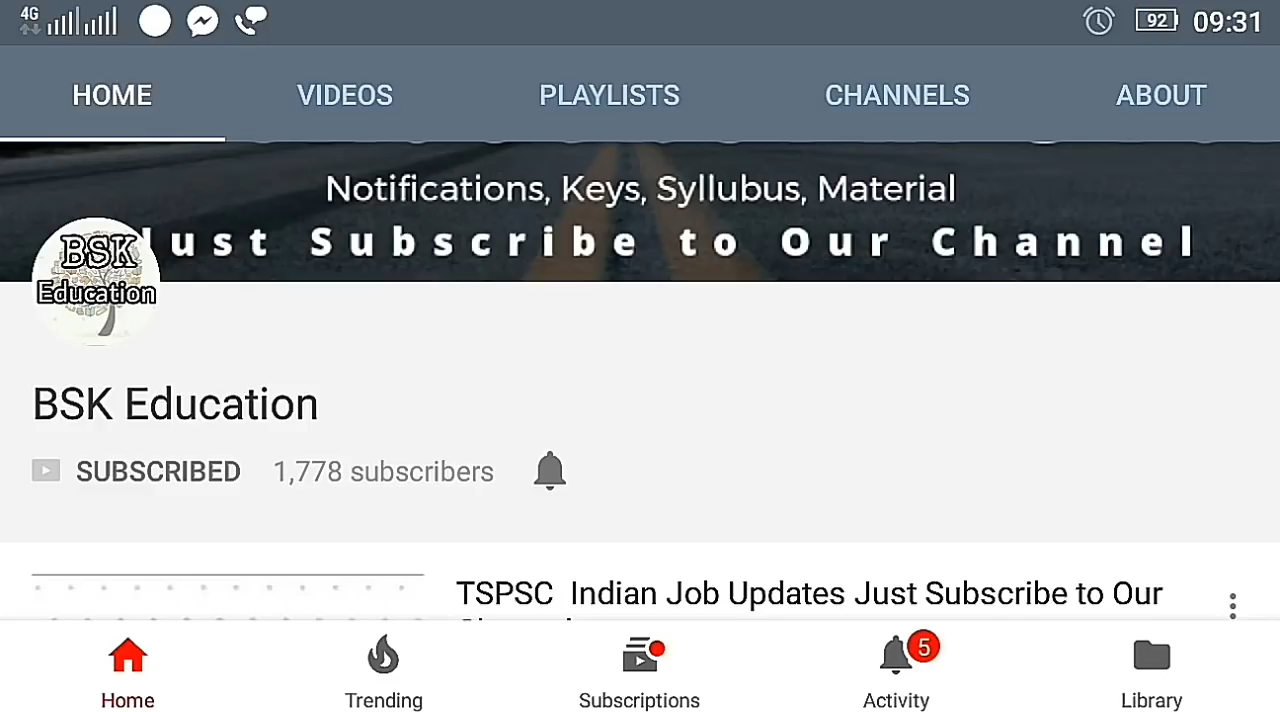 4G 92 09:31
HOME VIDEOS PLAYLISTS CHANNELS ABOUT
Notifications, Keys, Syllubus, Material
Just Subscribe to Our Channel
BSK
Education
BSK Education
SUBSCRIBED 1,778 subscribers
TSPSC Indian Job Updates Just Subscribe to Our
5
Home Trending Subscriptions Activity Library